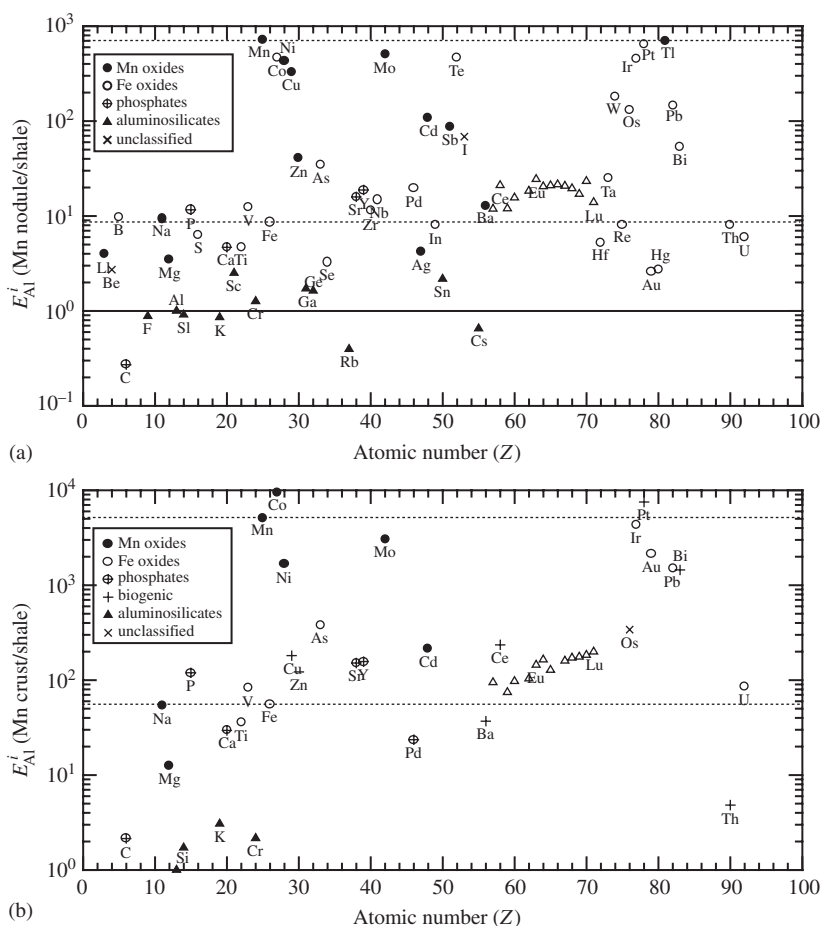 10³
10²
10¹
10⁰
10⁻¹
E^i_Al (Mn nodule/shale)
Mn oxides
Fe oxides
phosphates
aluminosilicates
unclassified
Mn Ni Co Cu Mo Te Ir Pt Tl
Cd Sb I W Os Pb Bi
Zn As
B Na P S V Fe Sr Y Nb Zr Pd In Ba Ce Eu Lu Ta Re Th U
Li Be Mg Ca Ti Sc Se Ag Hf Au Hg
F Al Sl K Cr Ga Ge Sn
C Rb Cs
0 10 20 30 40 50 60 70 80 90 100
(a)
Atomic number (Z)
10⁴
10³
10²
10¹
10⁰
E^i_Al (Mn crust/shale)
Mn oxides
Fe oxides
phosphates
biogenic
aluminosilicates
unclassified
Co Mn Ni Mo Ir Pt Au Pb Bi
As P Cu Zn Sr Y Cd Ce Eu Lu Os
Na V Fe U
Mg Ca Ti Pd Ba
C Si K Cr Th
0 10 20 30 40 50 60 70 80 90 100
(b)
Atomic number (Z)